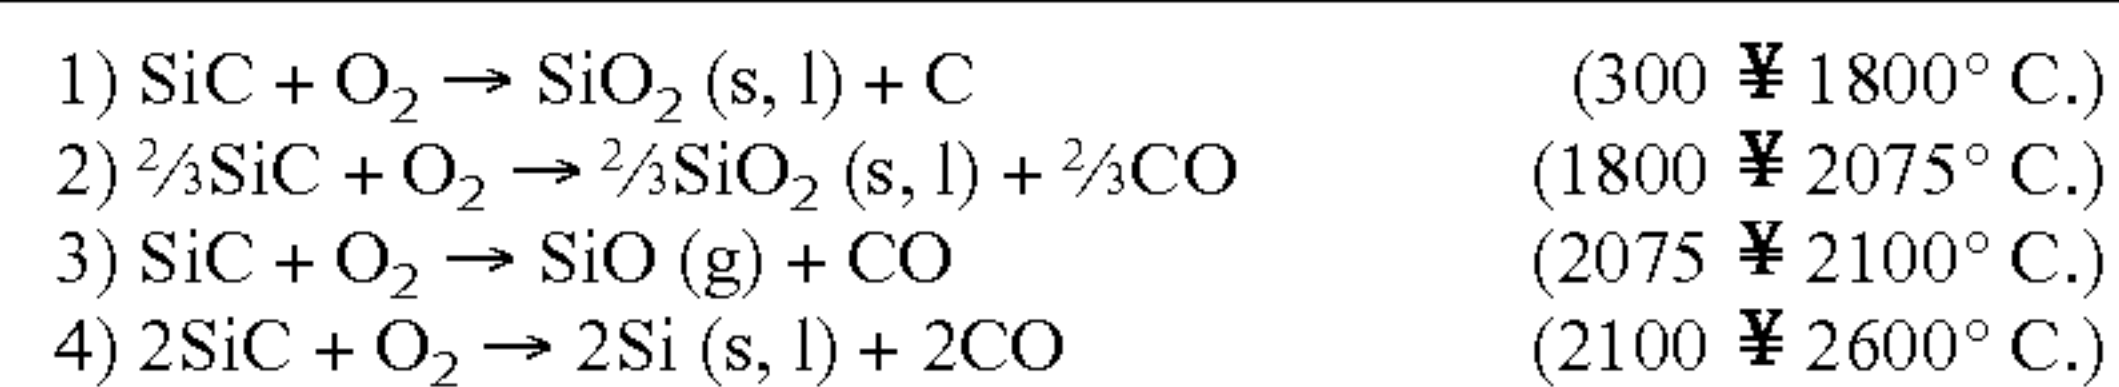 1) SiC + O₂ → SiO₂ (s, l) + C (300 ¥ 1800° C.)
2) ⅔SiC + O₂ → ⅔SiO₂ (s, l) + ⅔CO (1800 ¥ 2075° C.)
3) SiC + O₂ → SiO (g) + CO (2075 ¥ 2100° C.)
4) 2SiC + O₂ → 2Si (s, l) + 2CO (2100 ¥ 2600° C.)